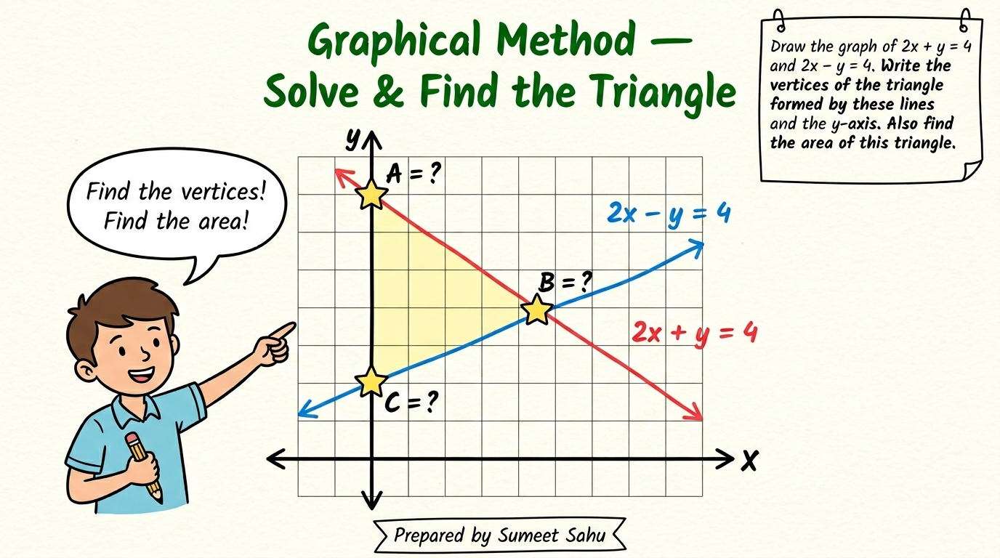 Graphical Method —
Solve & Find the Triangle
Draw the graph of 2x + y = 4
and 2x – y = 4. Write the
vertices of the triangle
formed by these lines
and the y-axis. Also find
the area of this triangle.
Find the vertices!
Find the area!
y
A = ?
2x – y = 4
B = ?
2x + y = 4
C = ?
X
Prepared by Sumeet Sahu